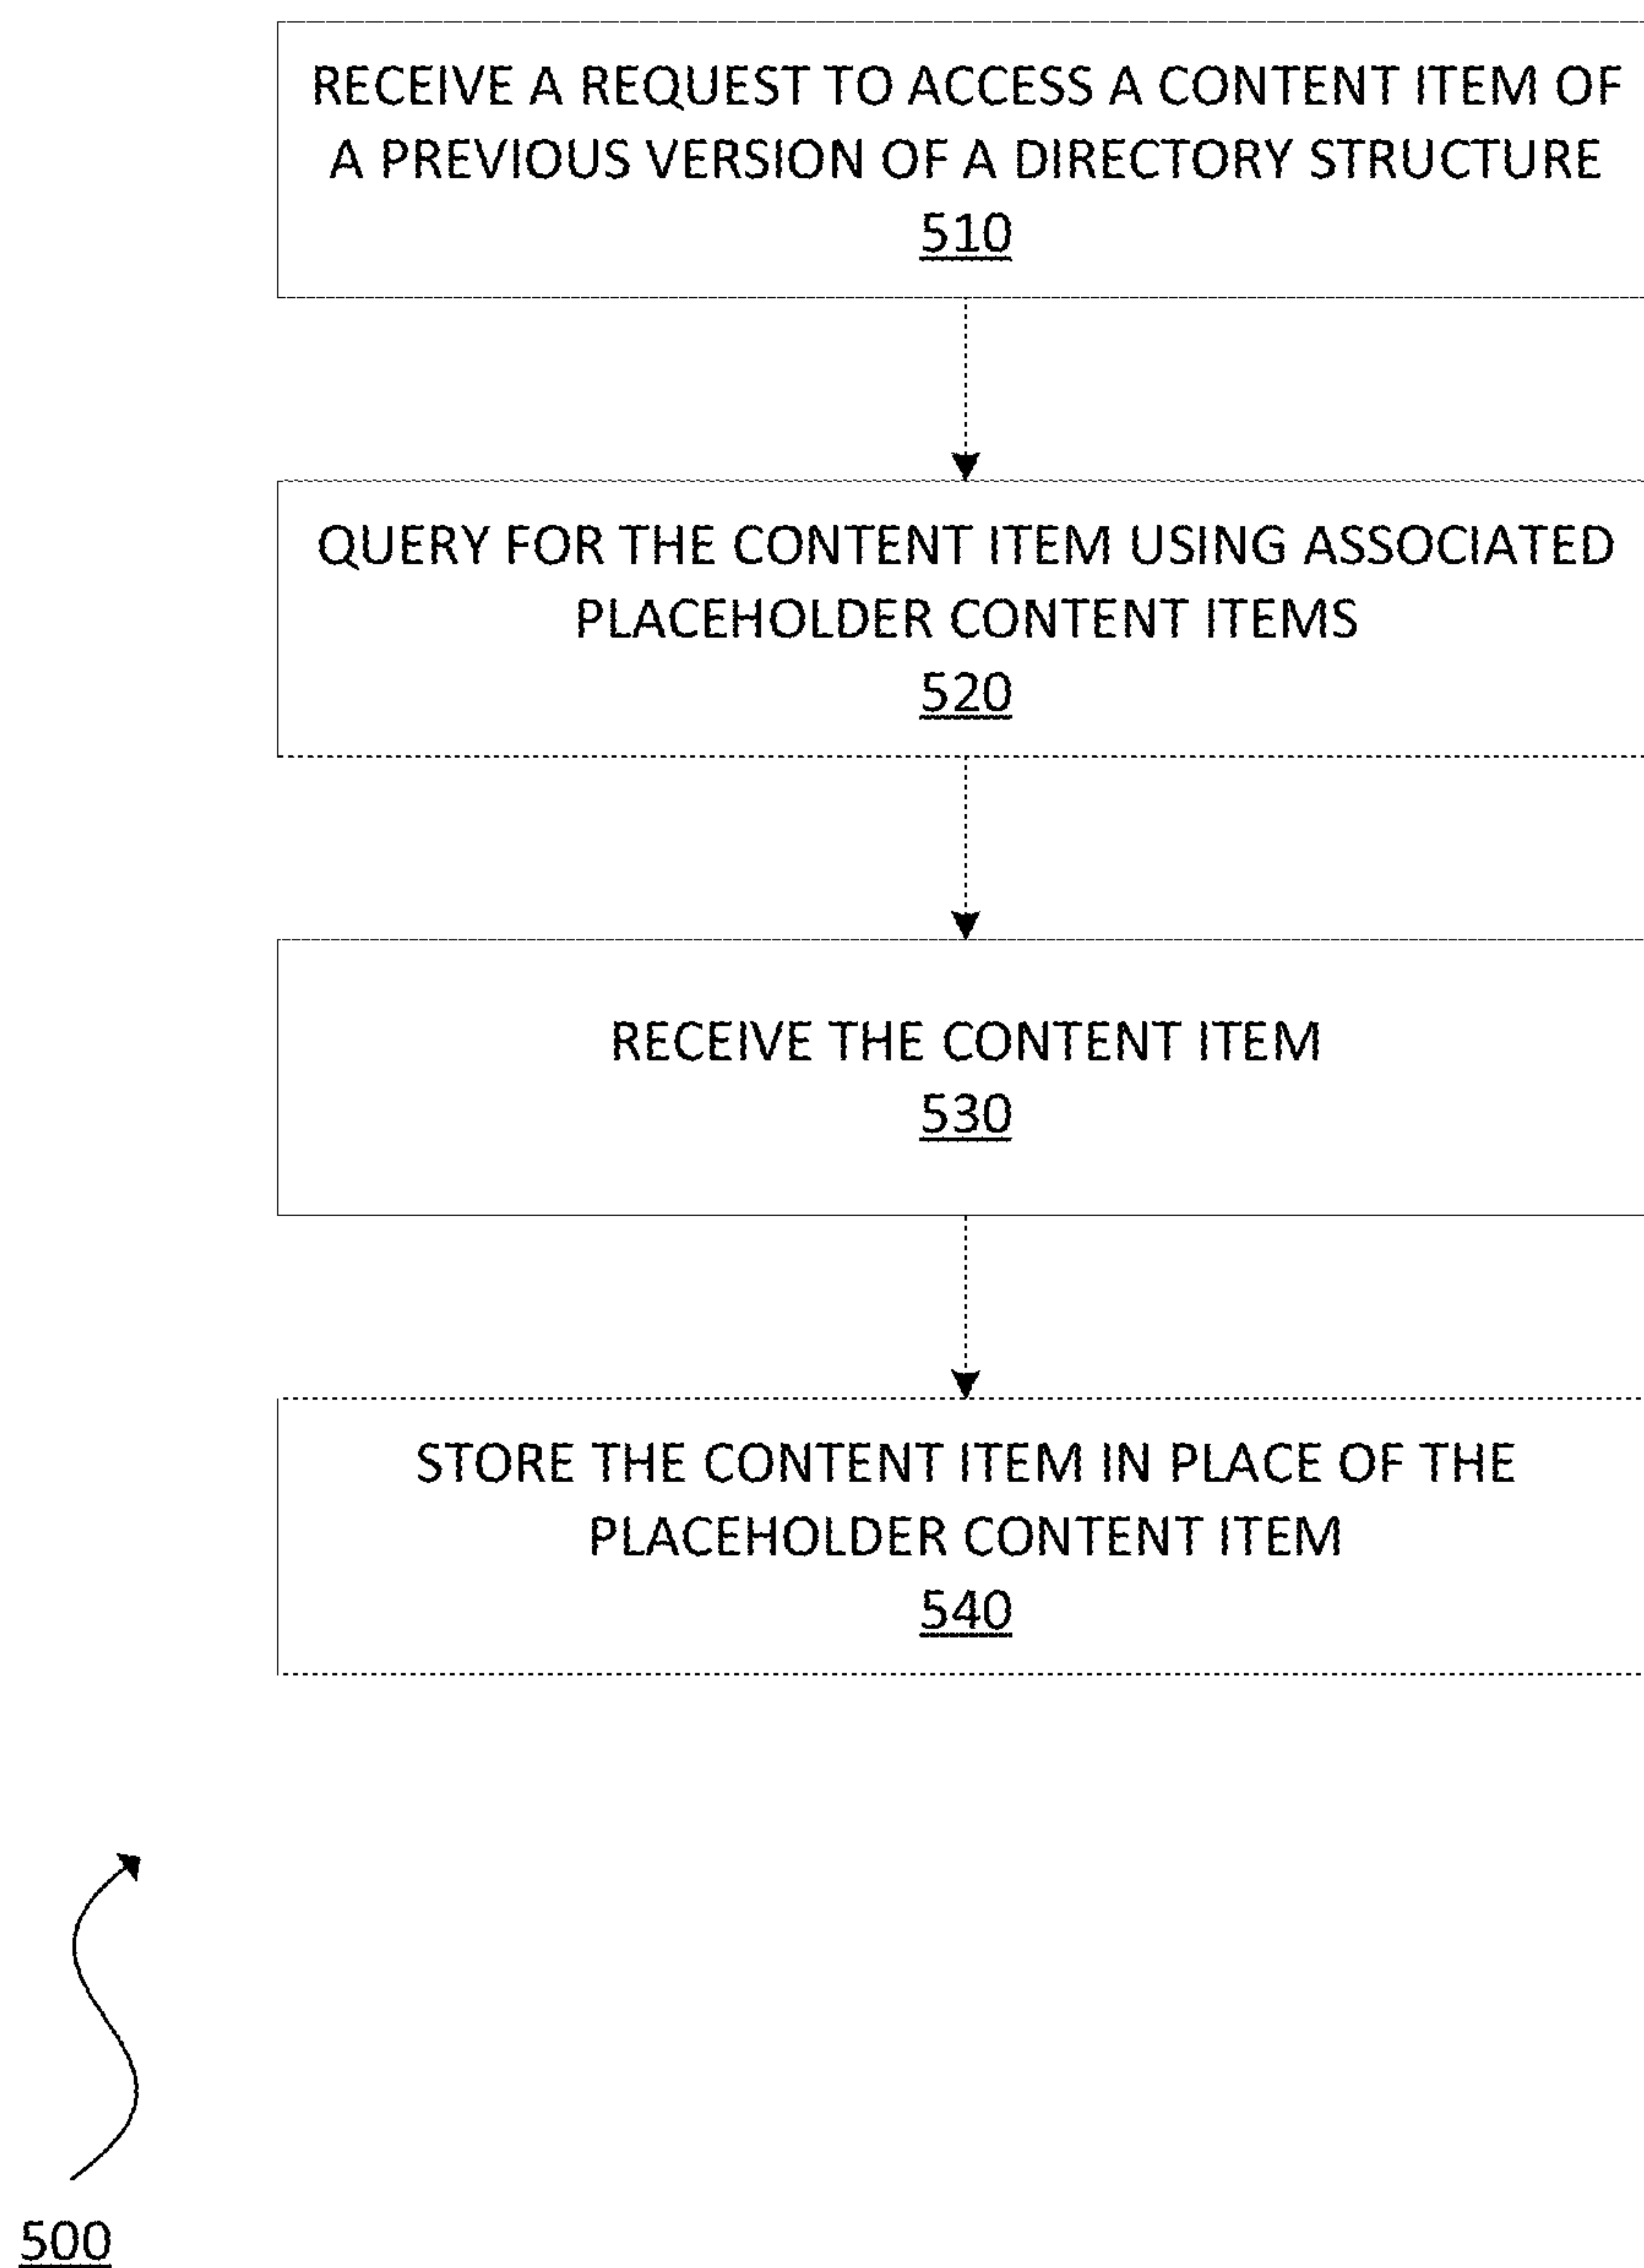 RECEIVE A REQUEST TO ACCESS A CONTENT ITEM OF
A PREVIOUS VERSION OF A DIRECTORY STRUCTURE
510
QUERY FOR THE CONTENT ITEM USING ASSOCIATED
PLACEHOLDER CONTENT ITEMS
520
RECEIVE THE CONTENT ITEM
530
STORE THE CONTENT ITEM IN PLACE OF THE
PLACEHOLDER CONTENT ITEM
540
500